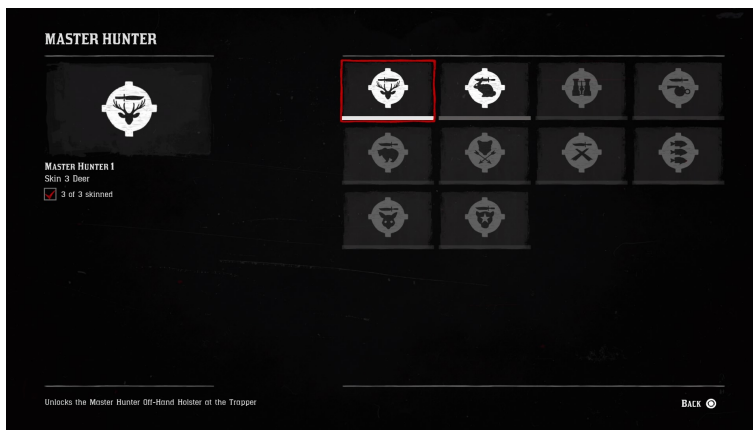 MASTER HUNTER
MASTER HUNTER 1
Skin 3 Deer
3 of 3 skinned
Unlocks the Master Hunter Off-Hand Holster at the Trapper
BACK